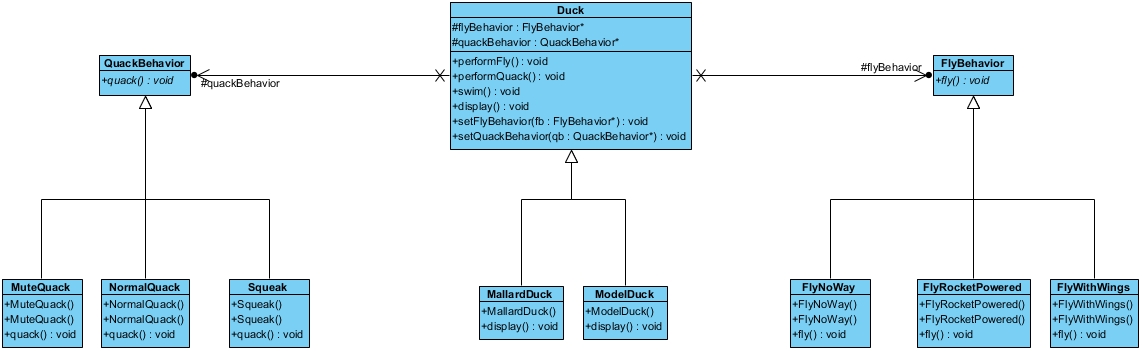 Duck
#flyBehavior : FlyBehavior*
#quackBehavior : QuackBehavior*
+performFly() : void
+performQuack() : void
+swim() : void
+display() : void
+setFlyBehavior(fb : FlyBehavior*) : void
+setQuackBehavior(qb : QuackBehavior*) : void
QuackBehavior
+quack() : void
#quackBehavior
#flyBehavior
FlyBehavior
+fly() : void
MuteQuack
+MuteQuack()
+MuteQuack()
+quack() : void
NormalQuack
+NormalQuack()
+NormalQuack()
+quack() : void
Squeak
+Squeak()
+Squeak()
+quack() : void
MallardDuck
+MallardDuck()
+display() : void
ModelDuck
+ModelDuck()
+display() : void
FlyNoWay
+FlyNoWay()
+FlyNoWay()
+fly() : void
FlyRocketPowered
+FlyRocketPowered()
+FlyRocketPowered()
+fly() : void
FlyWithWings
+FlyWithWings()
+FlyWithWings()
+fly() : void